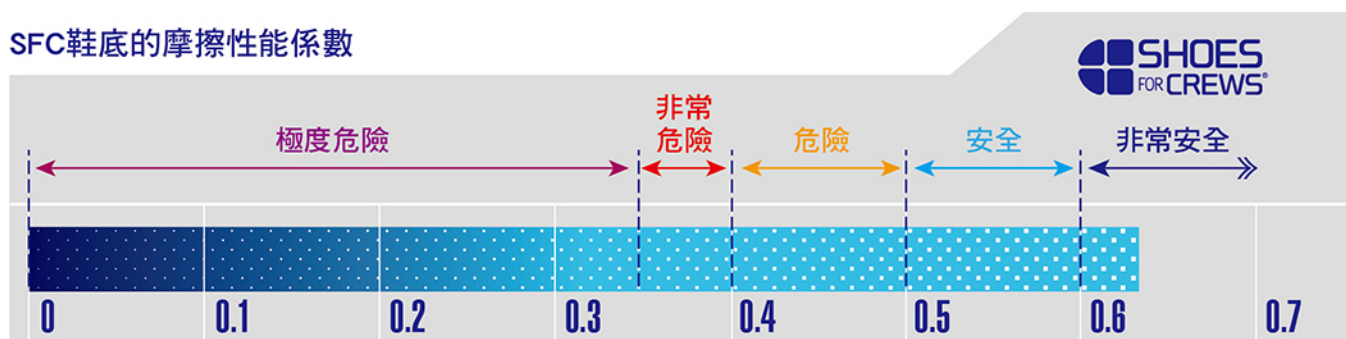 SFC鞋底的摩擦性能係數
SHOES
FOR CREWS®
極度危險
非常
危險
危險
安全
非常安全
0
0.1
0.2
0.3
0.4
0.5
0.6
0.7